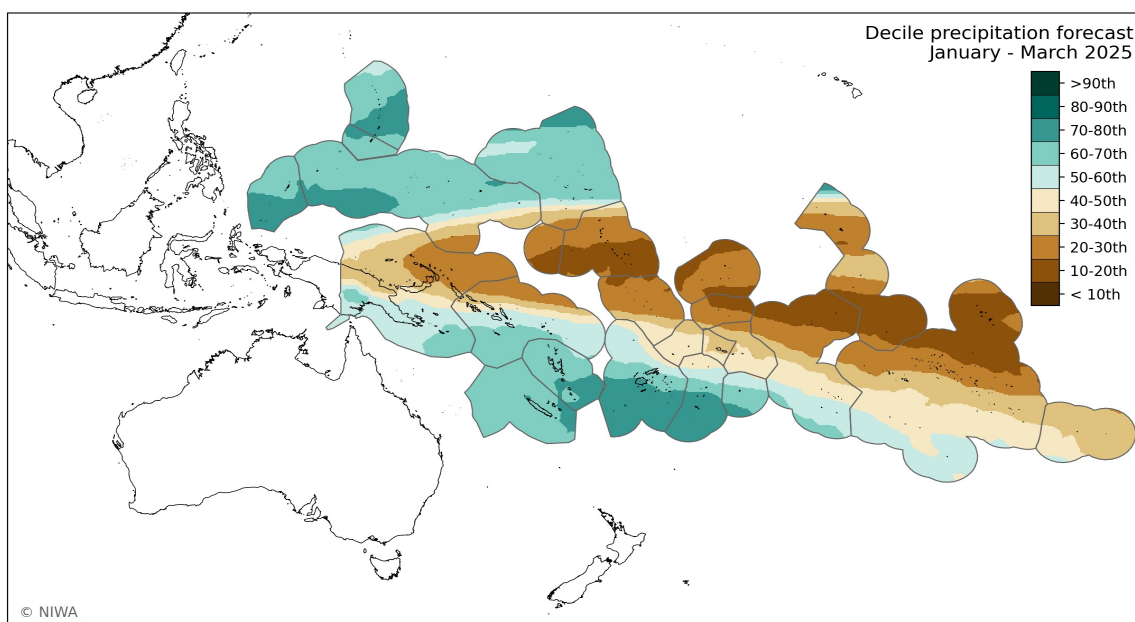 Decile precipitation forecast
January - March 2025
>90th
80-90th
70-80th
60-70th
50-60th
40-50th
30-40th
20-30th
10-20th
< 10th
© NIWA